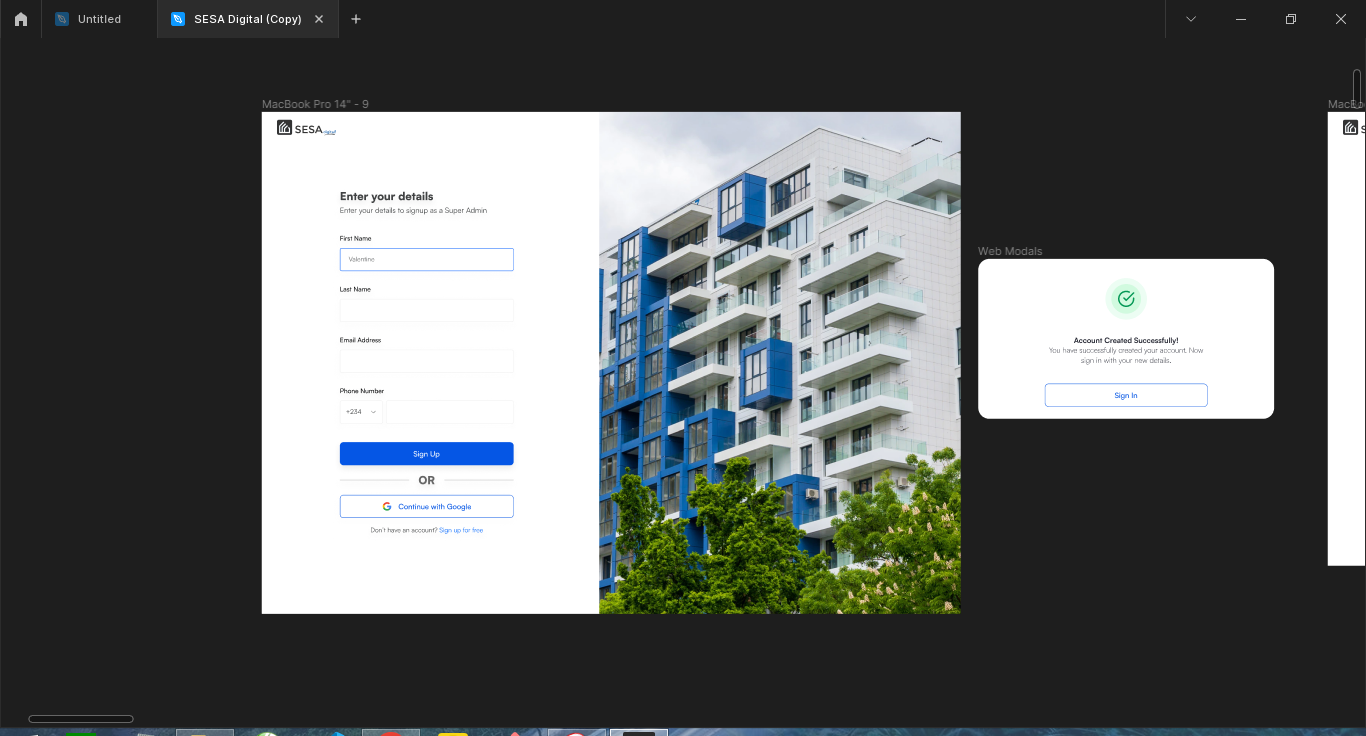 Untitled
SESA Digital (Copy)
MacBook Pro 14" - 9
SESA
Enter your details
Enter your details to signup as a Super Admin
First Name
Valentine
Last Name
Email Address
Phone Number
+234
Sign Up
OR
Continue with Google
Don't have an account? Sign up for free
Web Modals
Account Created Successfully!
You have successfully created your account. Now
sign in with your new details.
Sign In